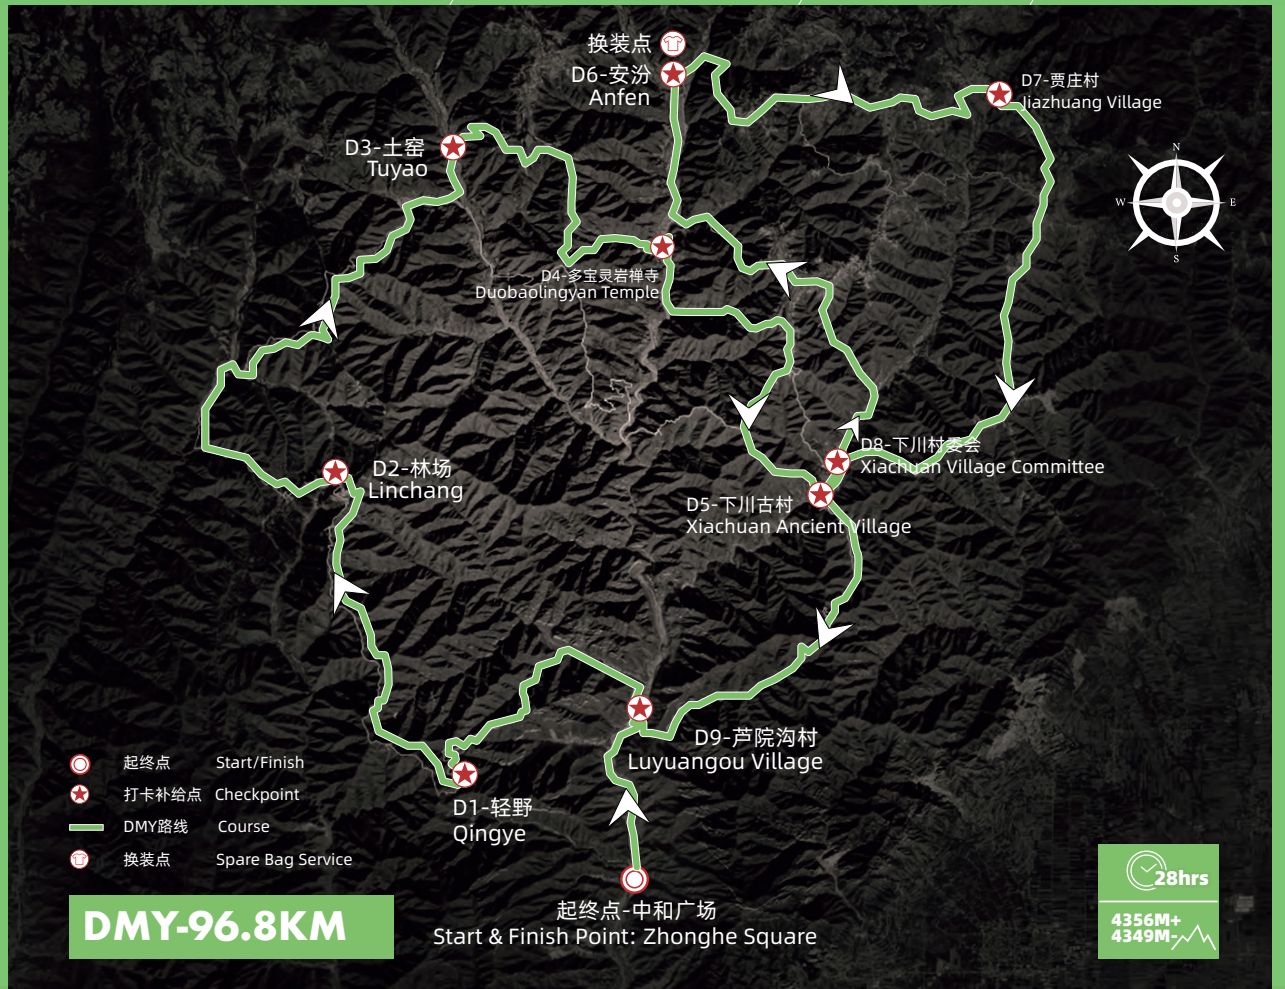 换装点
D6-安汾
Anfen
D7-贾庄村
Jiazhuang Village
D3-土窑
Tuyao
N
W
E
S
D4-多宝灵岩禅寺
Duobaolingyan Temple
D8-下川村委会
Xiachuan Village Committee
D2-林场
Linchang
D5-下川古村
Xiachuan Ancient Village
D9-芦院沟村
Luyuangou Village
D1-轻野
Qingye
起终点 Start/Finish
打卡补给点 Checkpoint
DMY路线 Course
换装点 Spare Bag Service
DMY-96.8KM
起终点-中和广场
Start & Finish Point: Zhonghe Square
28hrs
4356M+
4349M-